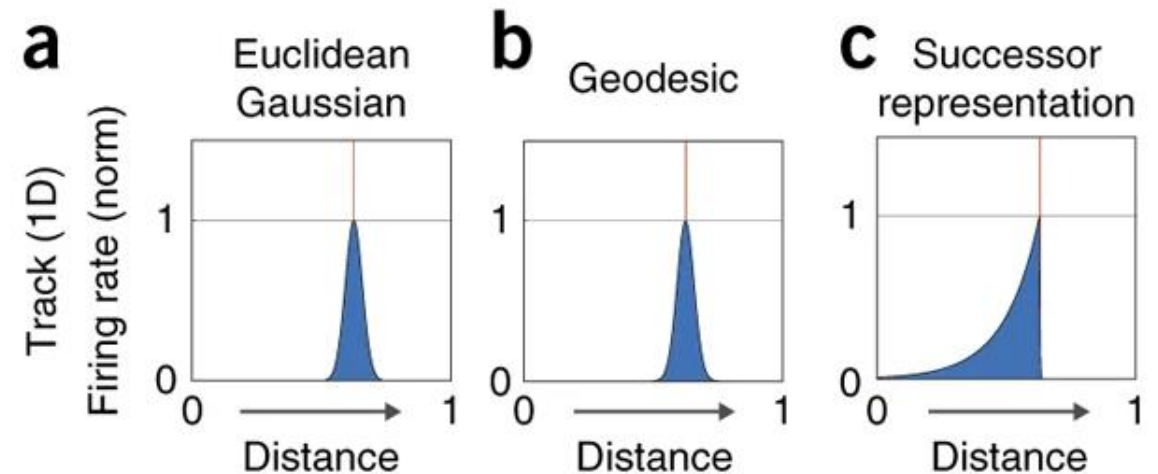 a
Euclidean
Gaussian
b
Geodesic
c
Successor
representation
Track (1D)
Firing rate (norm)
1
0
0
1
Distance
1
0
0
1
Distance
1
0
0
1
Distance